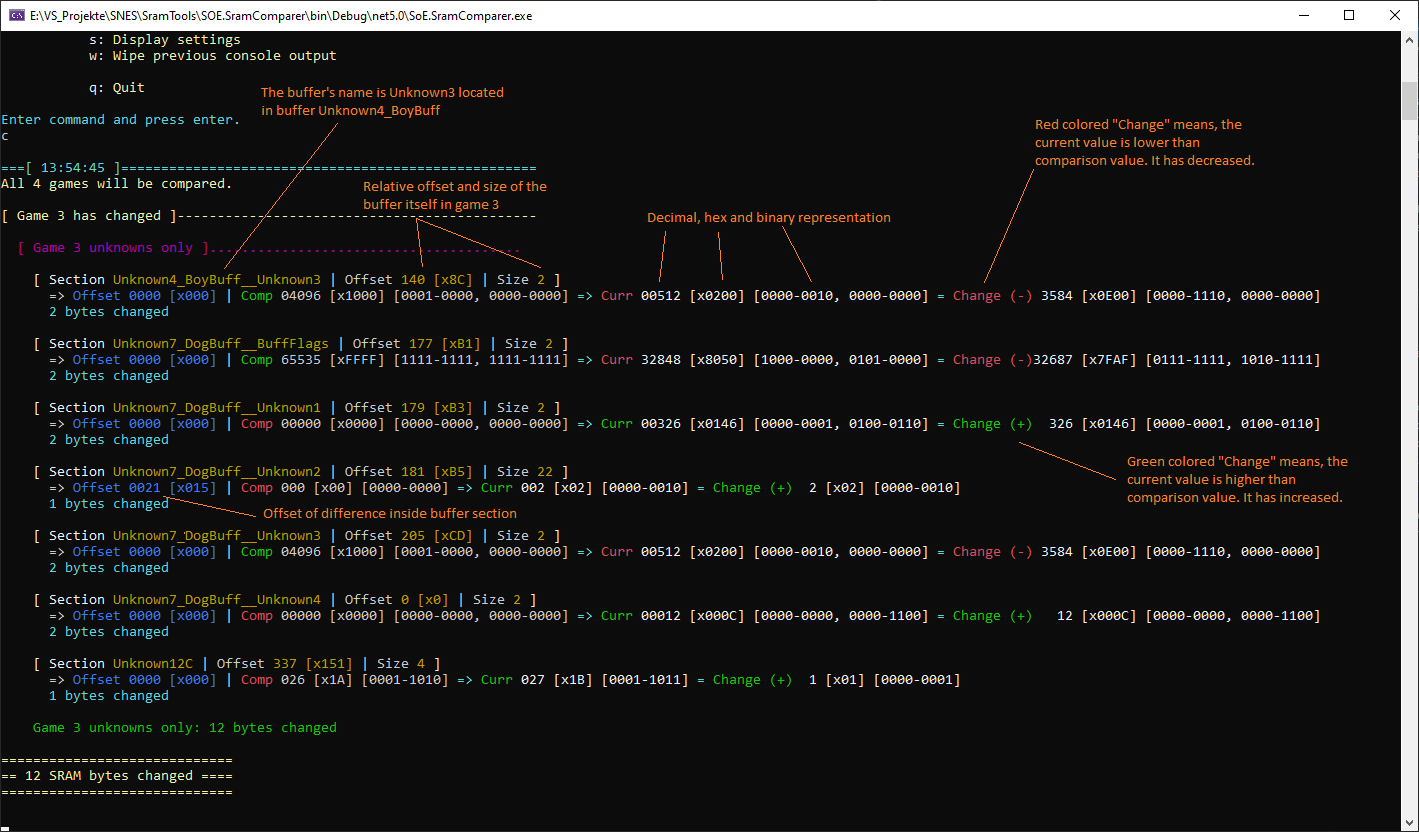 E:\VS_Projekte\SNES\SramTools\SOE.SramComparer\bin\Debug\net5.0\SoE.SramComparer.exe
s: Display settings
w: Wipe previous console output
q: Quit
The buffer's name is Unknown3 located
in buffer Unknown4_BoyBuff
Enter command and press enter.
c
Red colored "Change" means, the
current value is lower than
comparison value. It has decreased.
===[ 13:54:45 ]====================================================
All 4 games will be compared.
Relative offset and size of the
buffer itself in game 3
[ Game 3 has changed ]---------------------------------------------
Decimal, hex and binary representation
[ Game 3 unknowns only ].......................................
[ Section Unknown4_BoyBuff__Unknown3 | Offset 140 [x8C] | Size 2 ]
=> Offset 0000 [x000] | Comp 04096 [x1000] [0001-0000, 0000-0000] => Curr 00512 [x0200] [0000-0010, 0000-0000] = Change (-) 3584 [x0E00] [0000-1110, 0000-0000]
2 bytes changed
[ Section Unknown7_DogBuff__BuffFlags | Offset 177 [xB1] | Size 2 ]
=> Offset 0000 [x000] | Comp 65535 [xFFFF] [1111-1111, 1111-1111] => Curr 32848 [x8050] [1000-0000, 0101-0000] = Change (-)32687 [x7FAF] [0111-1111, 1010-1111]
2 bytes changed
[ Section Unknown7_DogBuff__Unknown1 | Offset 179 [xB3] | Size 2 ]
=> Offset 0000 [x000] | Comp 00000 [x0000] [0000-0000, 0000-0000] => Curr 00326 [x0146] [0000-0001, 0100-0110] = Change (+)  326 [x0146] [0000-0001, 0100-0110]
2 bytes changed
Green colored "Change" means, the
current value is higher than
comparison value. It has increased.
[ Section Unknown7_DogBuff__Unknown2 | Offset 181 [xB5] | Size 22 ]
=> Offset 0021 [x015] | Comp 000 [x00] [0000-0000] => Curr 002 [x02] [0000-0010] = Change (+)  2 [x02] [0000-0010]
1 bytes changed
Offset of difference inside buffer section
[ Section Unknown7_DogBuff__Unknown3 | Offset 205 [xCD] | Size 2 ]
=> Offset 0000 [x000] | Comp 04096 [x1000] [0001-0000, 0000-0000] => Curr 00512 [x0200] [0000-0010, 0000-0000] = Change (-) 3584 [x0E00] [0000-1110, 0000-0000]
2 bytes changed
[ Section Unknown7_DogBuff__Unknown4 | Offset 0 [x0] | Size 2 ]
=> Offset 0000 [x000] | Comp 00000 [x0000] [0000-0000, 0000-0000] => Curr 00012 [x000C] [0000-0000, 0000-1100] = Change (+)   12 [x000C] [0000-0000, 0000-1100]
2 bytes changed
[ Section Unknown12C | Offset 337 [x151] | Size 4 ]
=> Offset 0000 [x000] | Comp 026 [x1A] [0001-1010] => Curr 027 [x1B] [0001-1011] = Change (+)  1 [x01] [0000-0001]
1 bytes changed
Game 3 unknowns only: 12 bytes changed
=============================
== 12 SRAM bytes changed ====
=============================